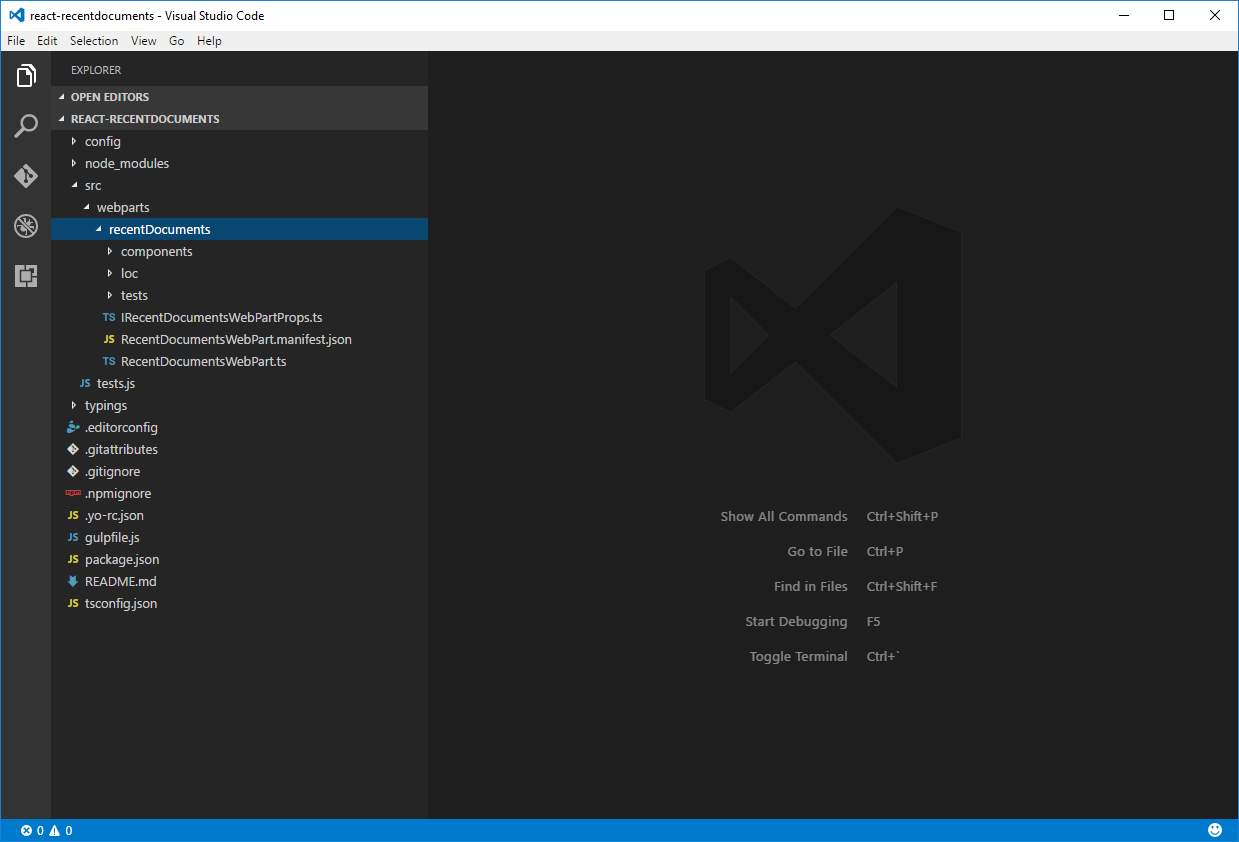 react-recentdocuments - Visual Studio Code
File Edit Selection View Go Help
EXPLORER
OPEN EDITORS
REACT-RECENTDOCUMENTS
config
node_modules
src
webparts
recentDocuments
components
loc
tests
TS IRecentDocumentsWebPartProps.ts
JS RecentDocumentsWebPart.manifest.json
TS RecentDocumentsWebPart.ts
JS tests.js
typings
.editorconfig
.gitattributes
.gitignore
npm .npmignore
JS .yo-rc.json
JS gulpfile.js
JS package.json
README.md
JS tsconfig.json
Show All Commands Ctrl+Shift+P
Go to File Ctrl+P
Find in Files Ctrl+Shift+F
Start Debugging F5
Toggle Terminal Ctrl+`
0 0